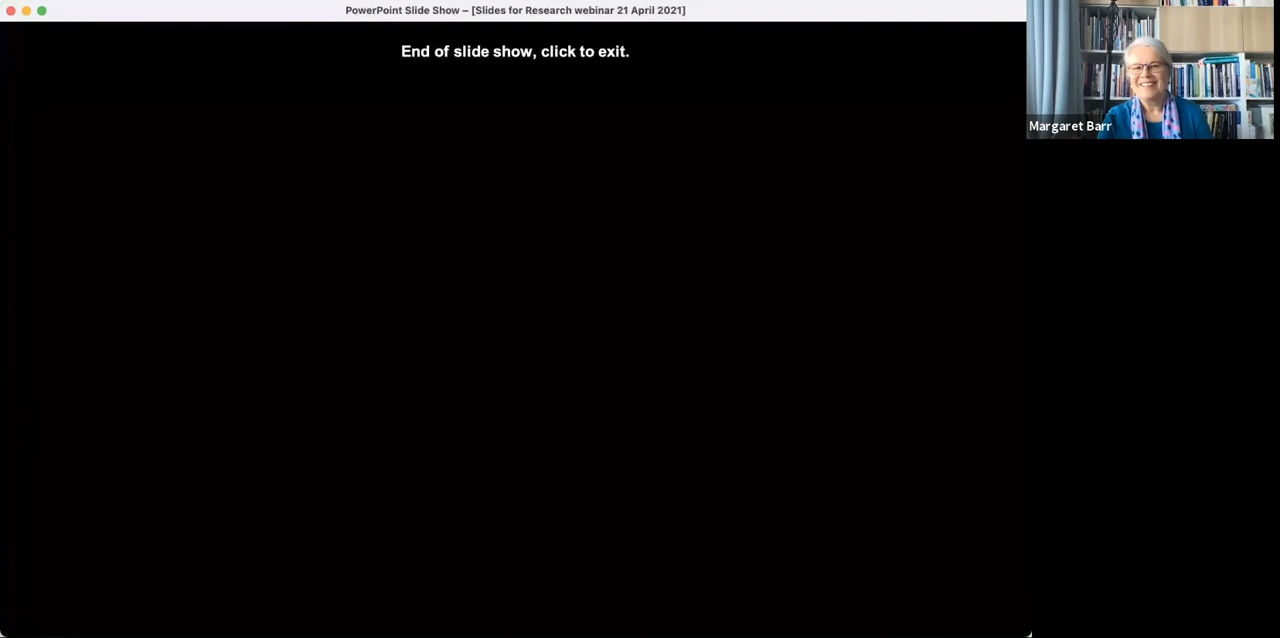 PowerPoint Slide Show – [Slides for Research webinar 21 April 2021]
End of slide show, click to exit.
Margaret Barr